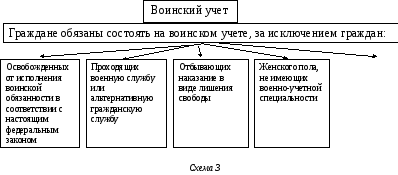 Воинский учет
Граждане обязаны состоять на воинском учете, за исключением граждан:
Освобожденных
от исполнения
воинской
обязанности в
соответствии с
настоящим
федеральным
законом
Проходящих
военную службу
или
альтернативную
гражданскую
службу
Отбывающих
наказание в
виде лишения
свободы
Женского пола,
не имеющих
военно-учетной
специальности
Схема 3